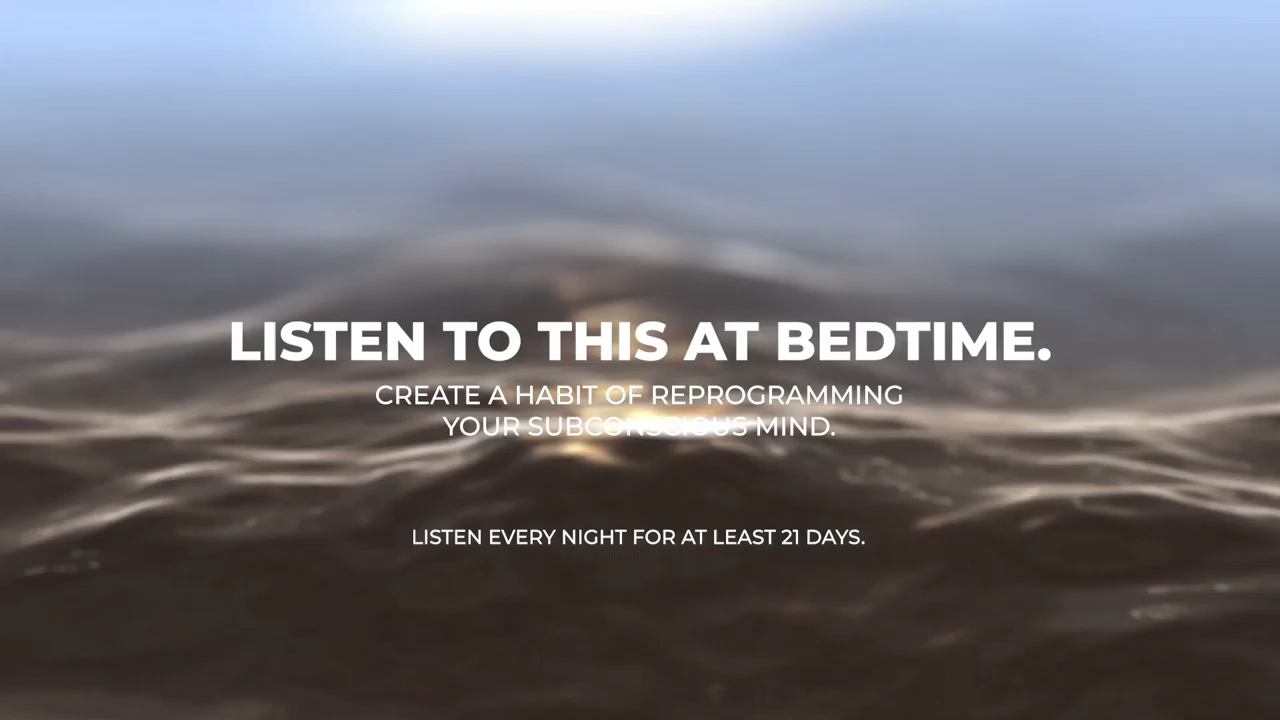 LISTEN TO THIS AT BEDTIME.
CREATE A HABIT OF REPROGRAMMING
YOUR SUBCONSCIOUS MIND.
LISTEN EVERY NIGHT FOR AT LEAST 21 DAYS.